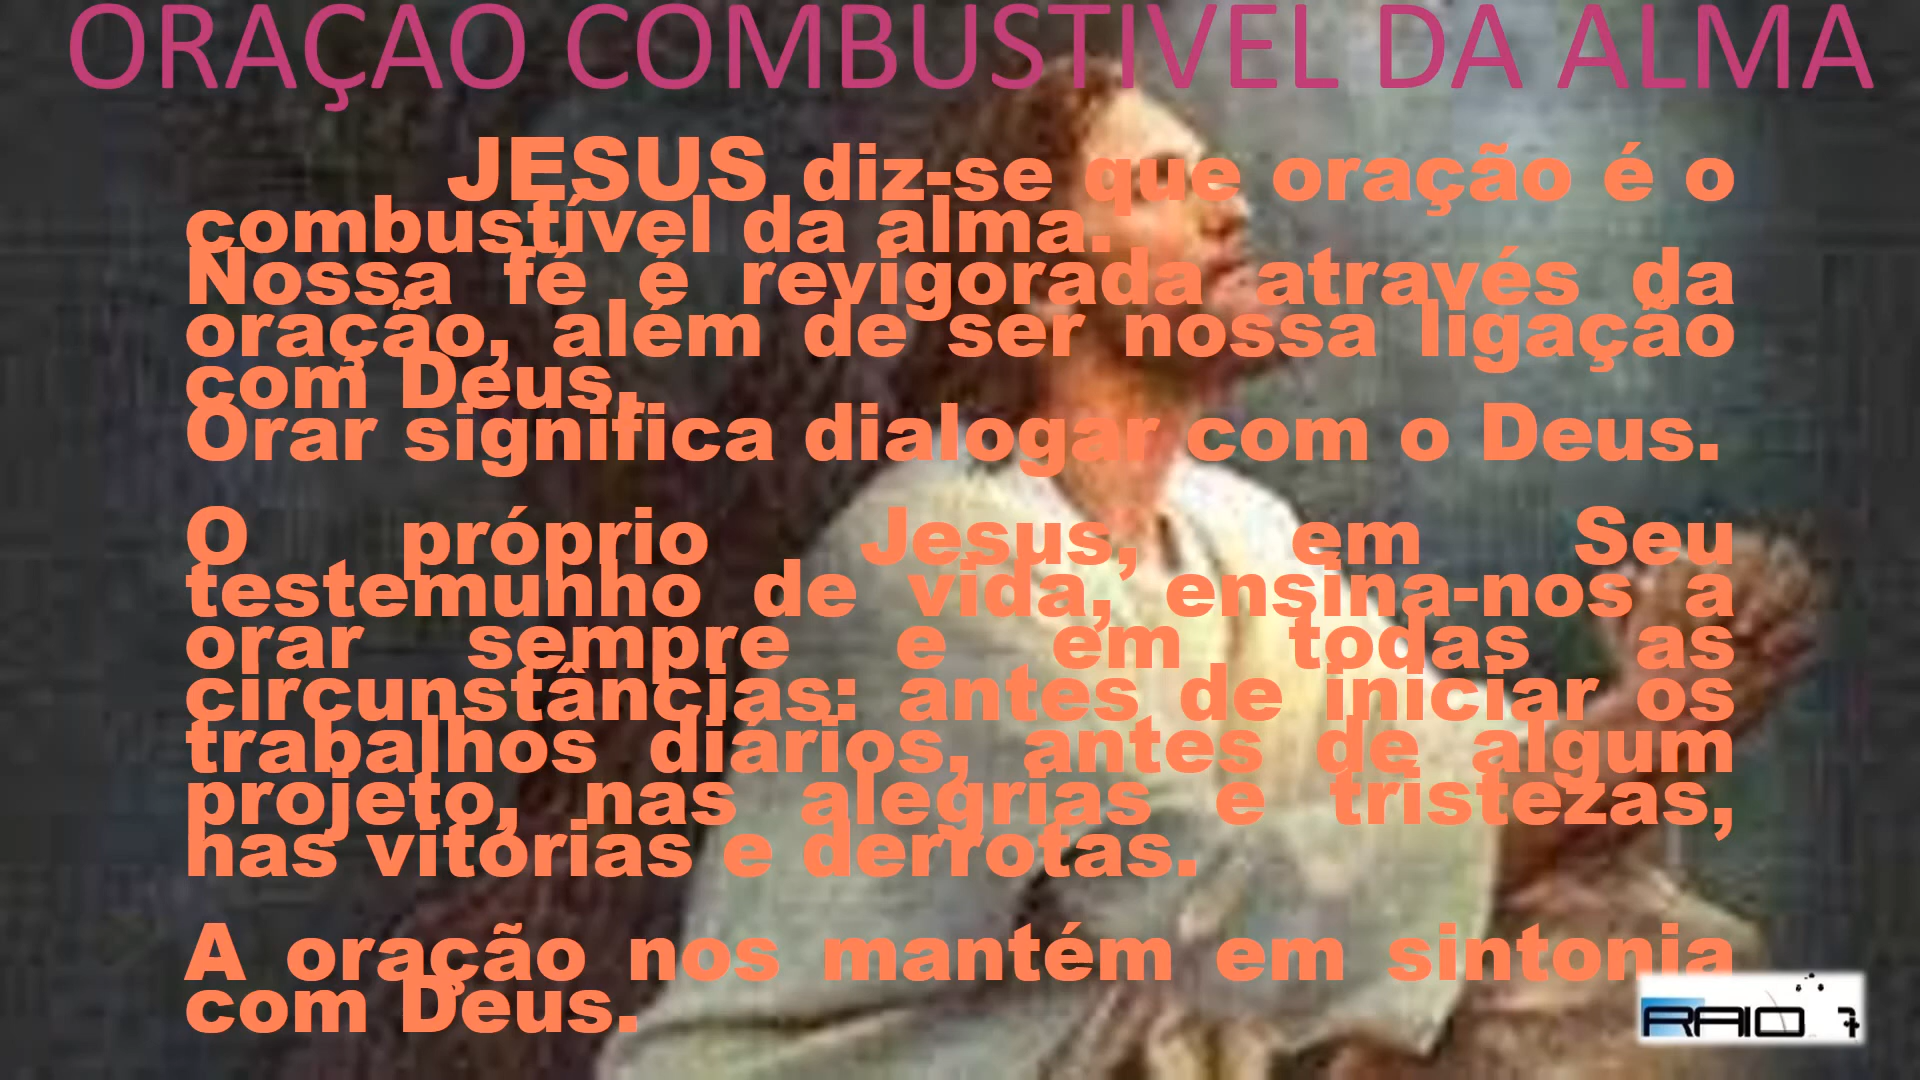 ORAÇAO COMBUSTIVEL DA ALMA
JESUS diz-se que oração é o
combustível da alma.
Nossa fé é revigorada através da
oração, além de ser nossa ligação
com Deus.
Orar significa dialogar com o Deus.
O próprio Jesus, em Seu
testemunho de vida, ensina-nos a
orar sempre e em todas as
circunstâncias: antes de iniciar os
trabalhos diários, antes de algum
projeto, nas alegrias e tristezas,
nas vitórias e derrotas.
A oração nos mantém em sintonia
com Deus.
RAIO 7